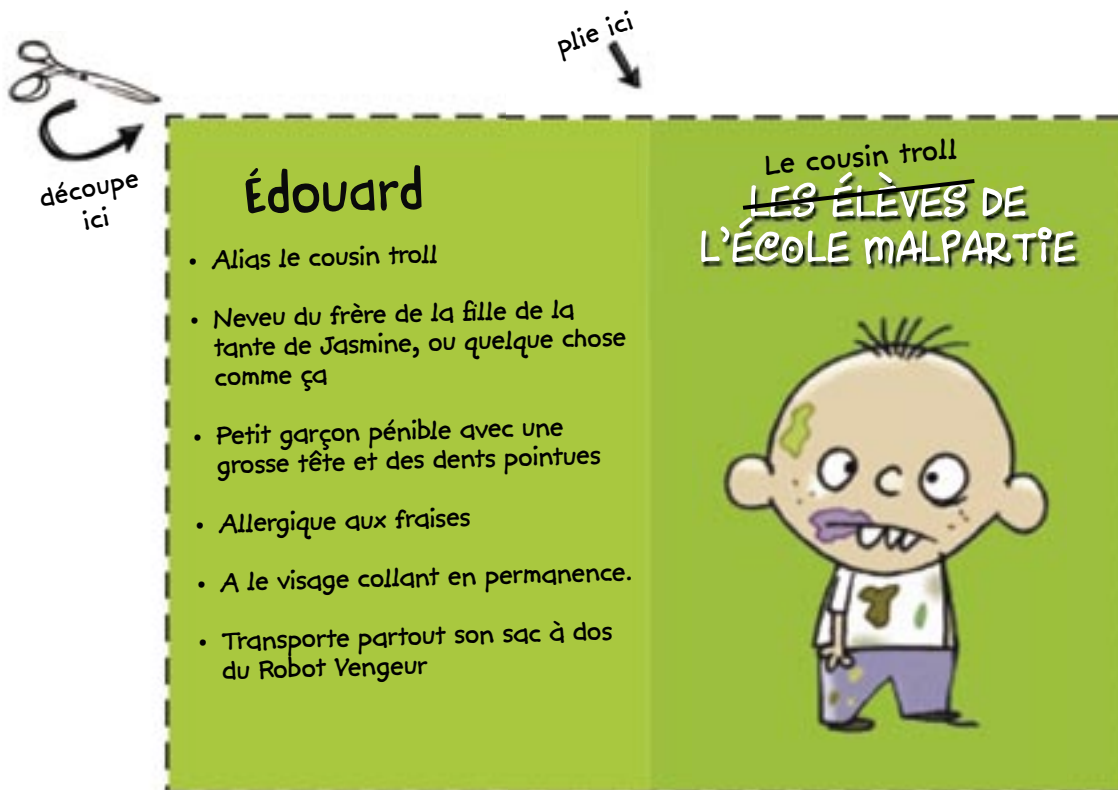 plie ici
découpe
ici
Édouard
• Alias le cousin troll
• Neveu du frère de la fille de la
tante de Jasmine, ou quelque chose
comme ça
• Petit garçon pénible avec une
grosse tête et des dents pointues
• Allergique aux fraises
• A le visage collant en permanence.
• Transporte partout son sac à dos
du Robot Vengeur
Le cousin troll
LES ÉLÈVES DE
L'ÉCOLE MALPARTIE